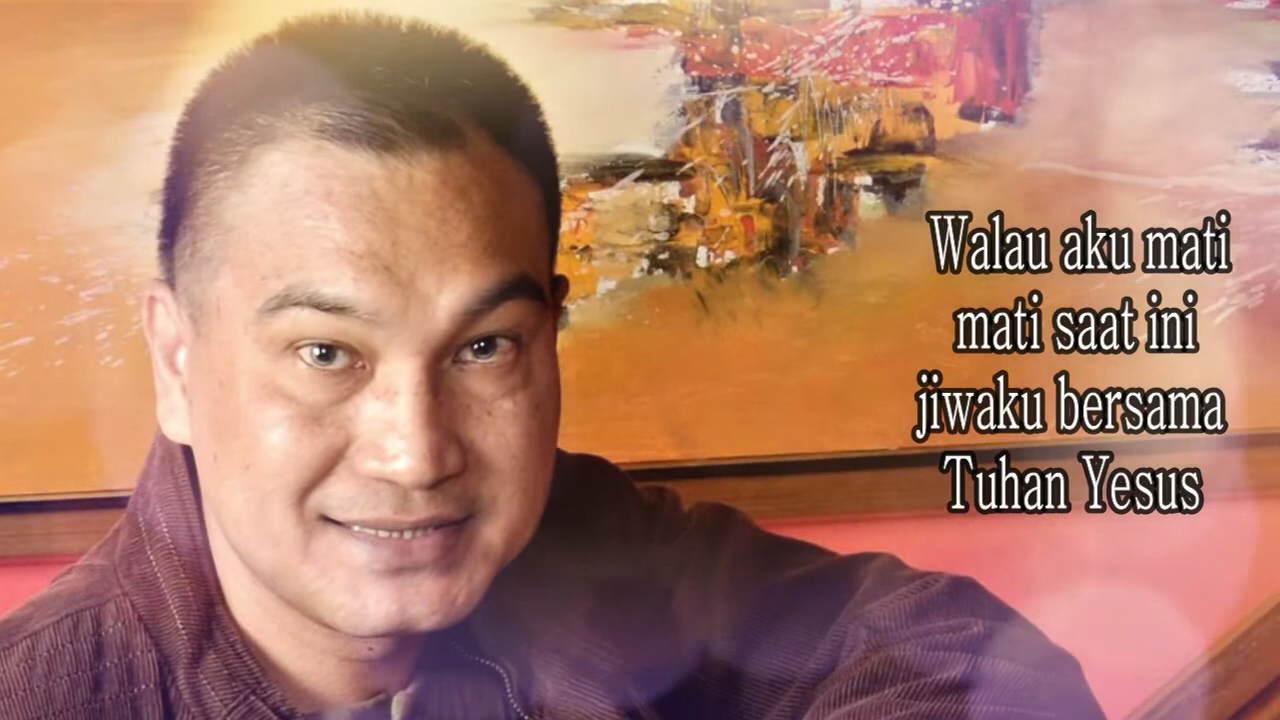 Walau aku mati
mati saat ini
jiwaku bersama
Tuhan Yesus